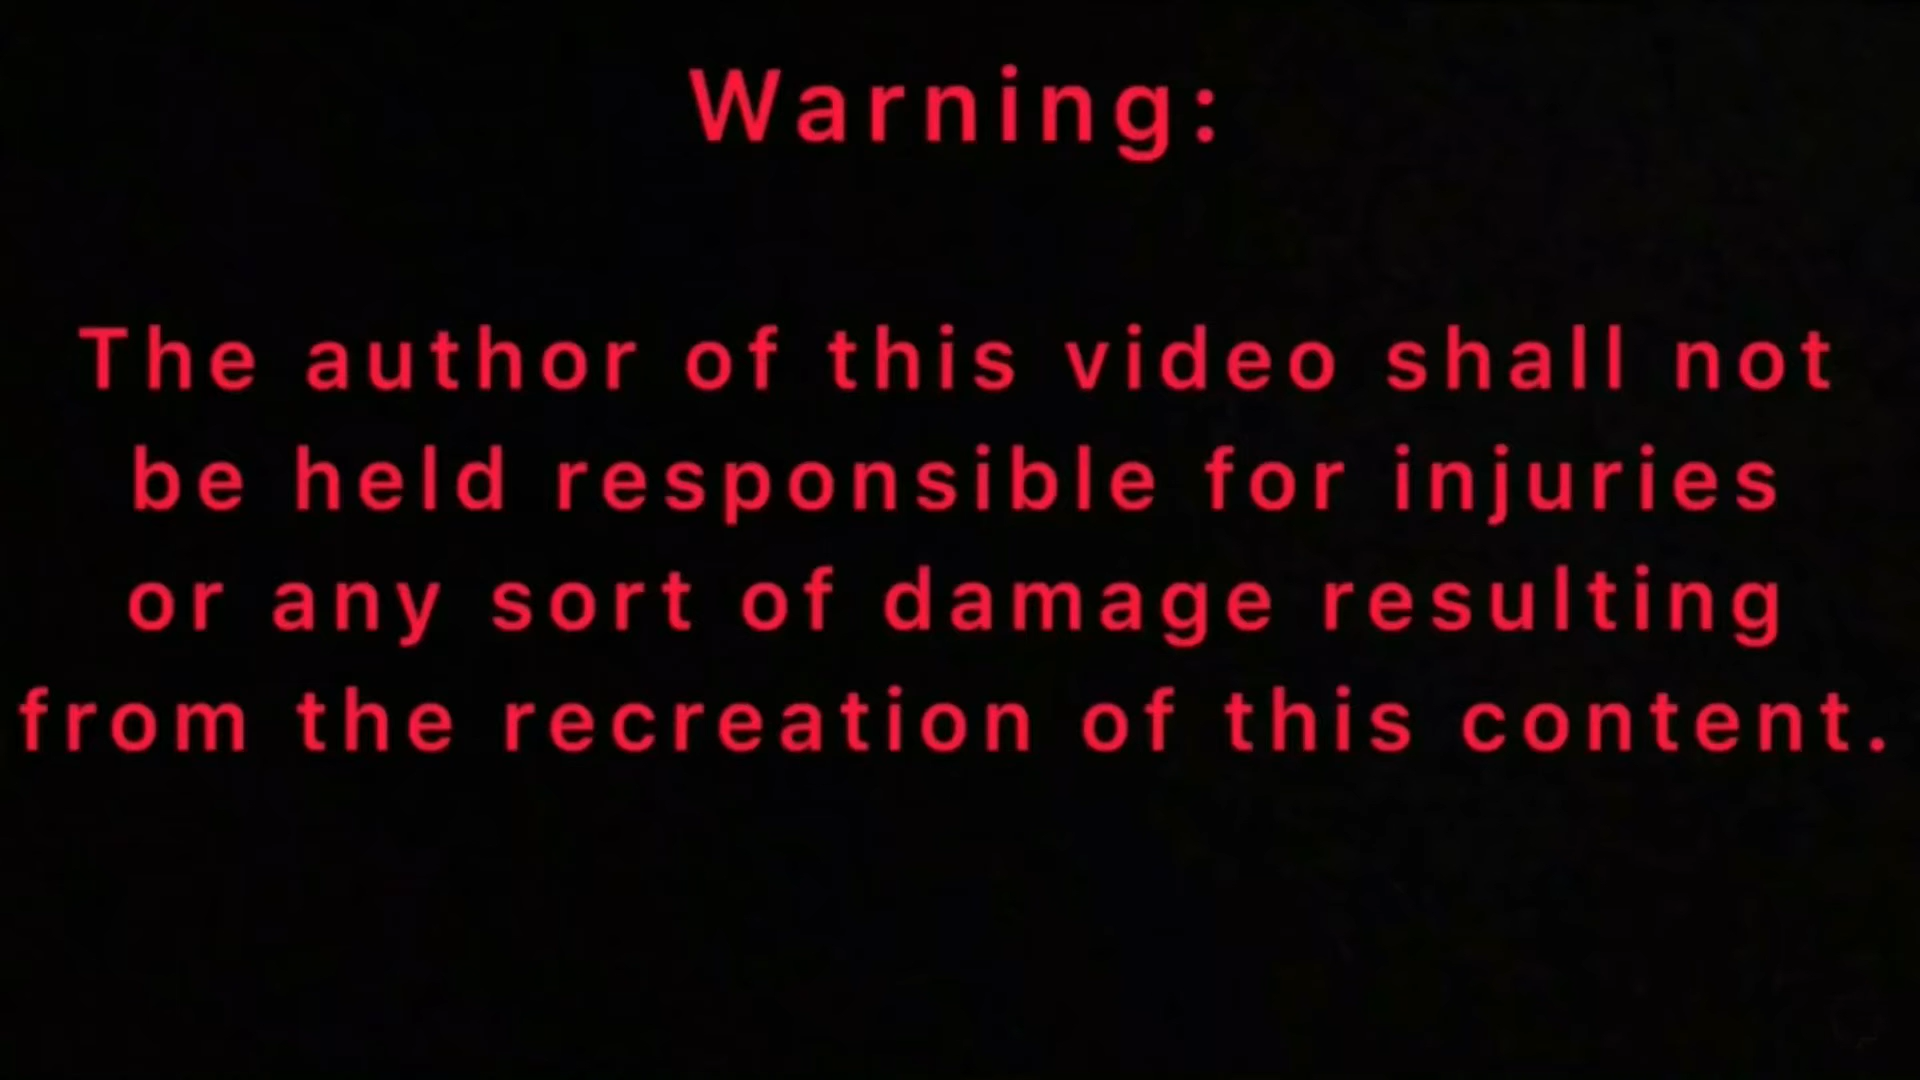 Warning:
The author of this video shall not
be held responsible for injuries
or any sort of damage resulting
from the recreation of this content.